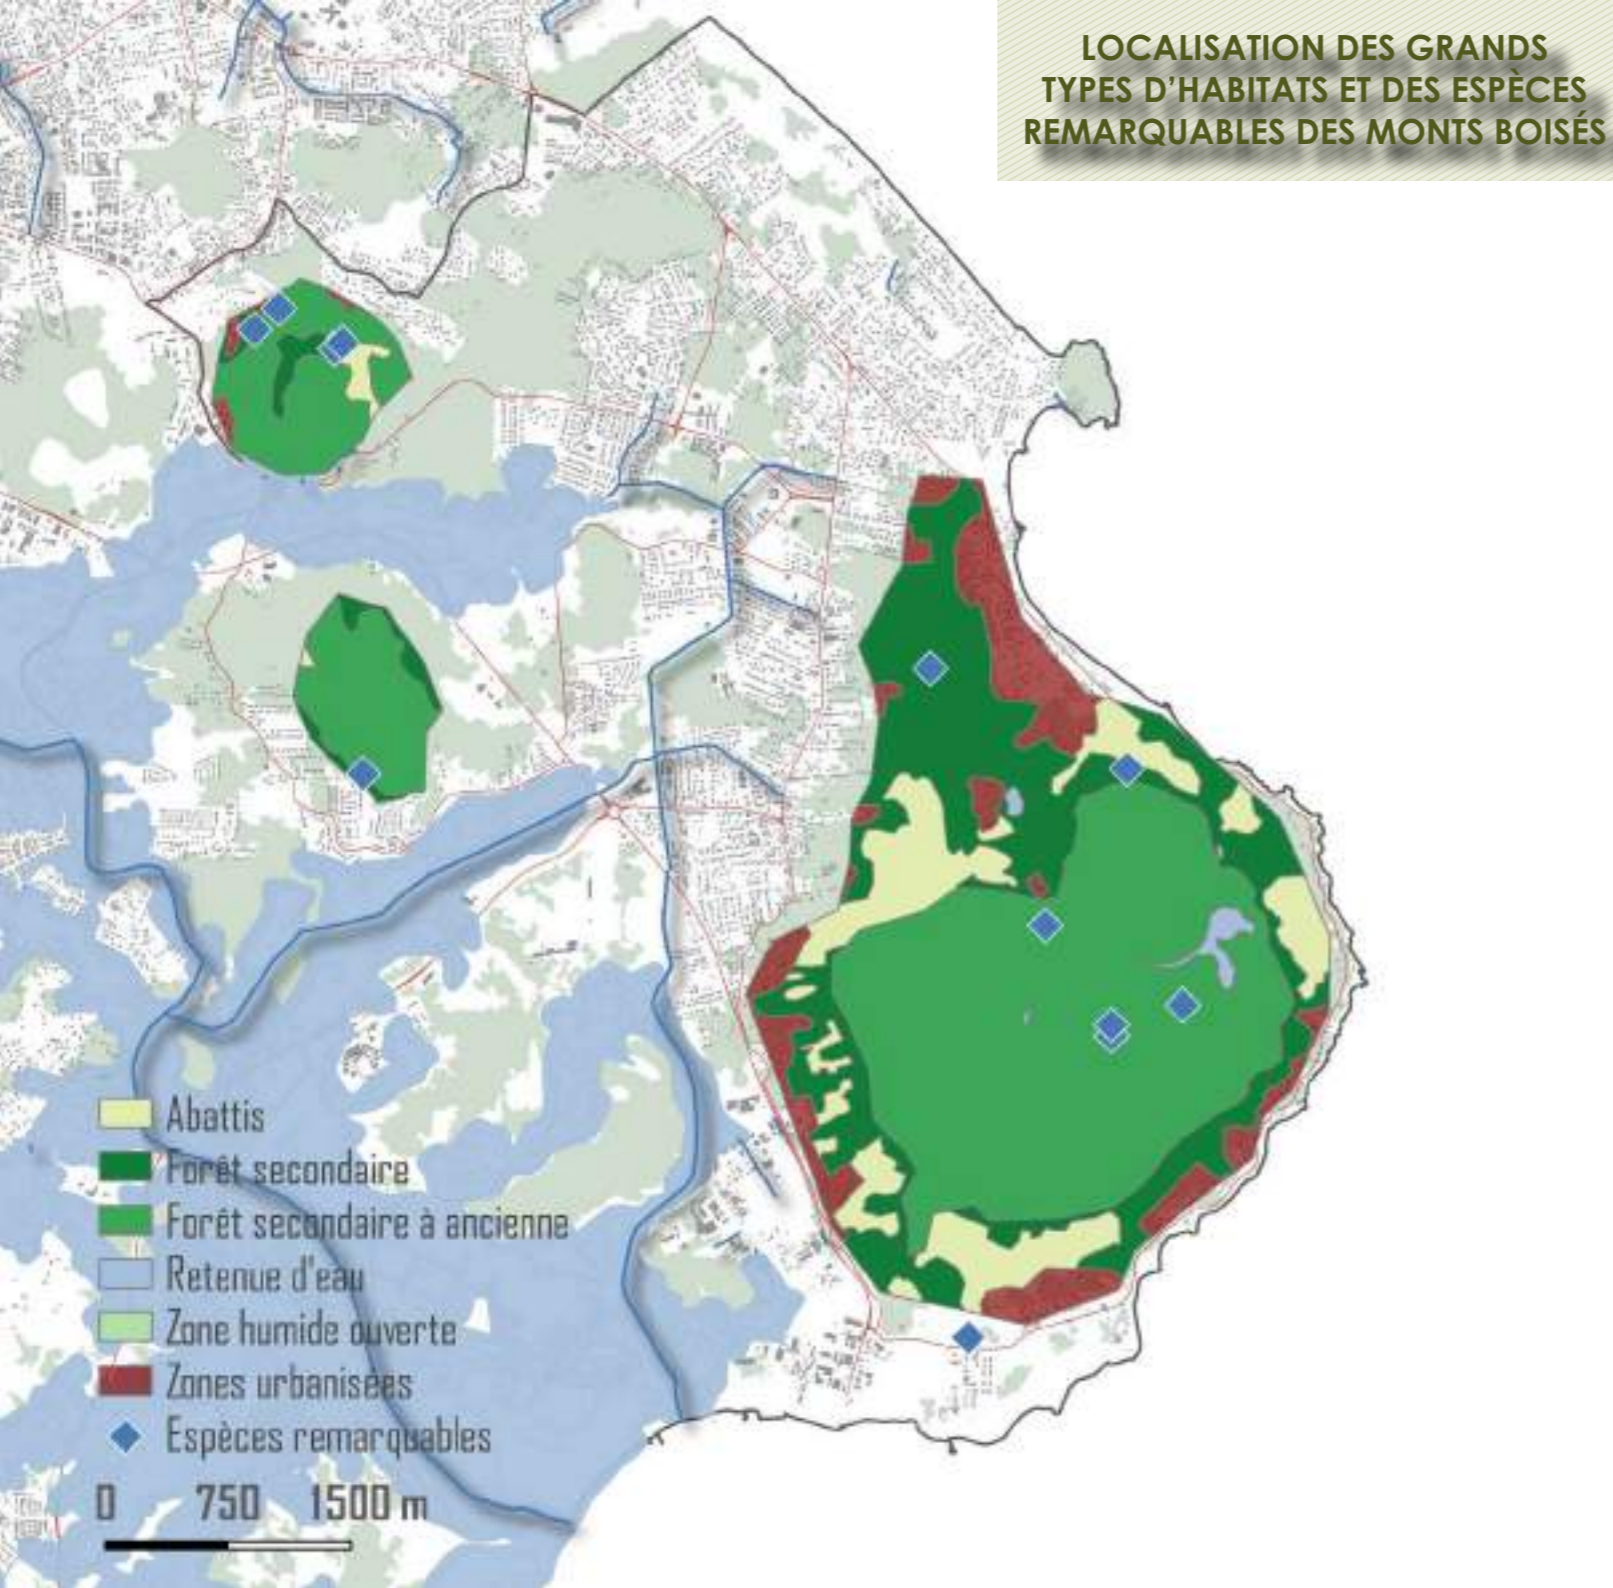 LOCALISATION DES GRANDS
TYPES D'HABITATS ET DES ESPÈCES
REMARQUABLES DES MONTS BOISÉS
Abattis
Forêt secondaire
Forêt secondaire à ancienne
Retenue d'eau
Zone humide ouverte
Zones urbanisées
Espèces remarquables
0 750 1500 m